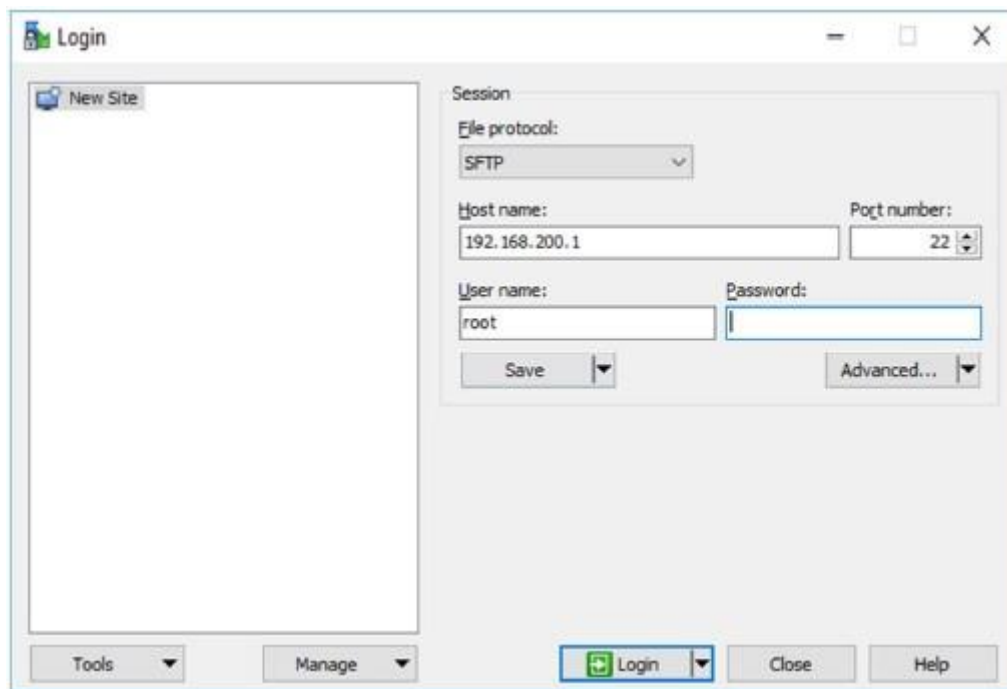 Login
New Site
Session
File protocol:
SFTP
Host name:
Port number:
192.168.200.1
22
User name:
Password:
root
Save
Advanced...
Tools
Manage
Login
Close
Help